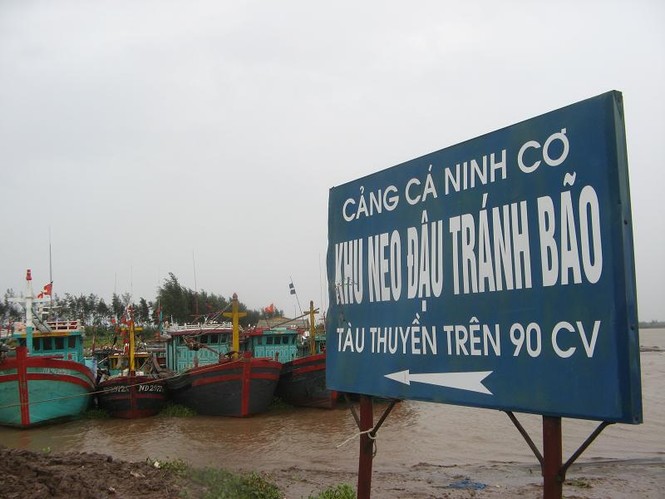 CẢNG CÁ NINH CƠ
KHU NEO ĐẬU TRÁNH BÃO
TÀU THUYỀN TRÊN 90 CV